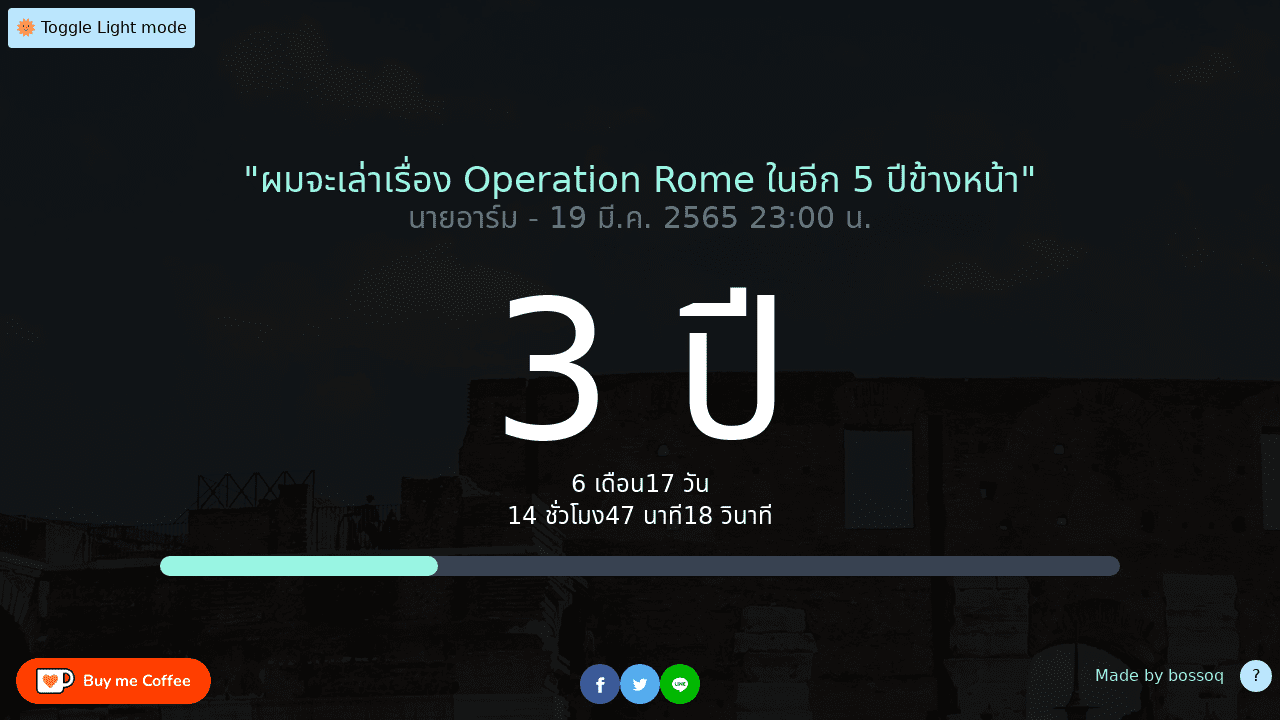 Toggle Light mode
"ผมจะเล่าเรื่อง Operation Rome ในอีก 5 ปีข้างหน้า"
นายอาร์ม - 19 มี.ค. 2565 23:00 น.
3 ปี
6 เดือน17 วัน
14 ชั่วโมง47 นาที18 วินาที
Buy me Coffee
LINE
Made by bossoq
?